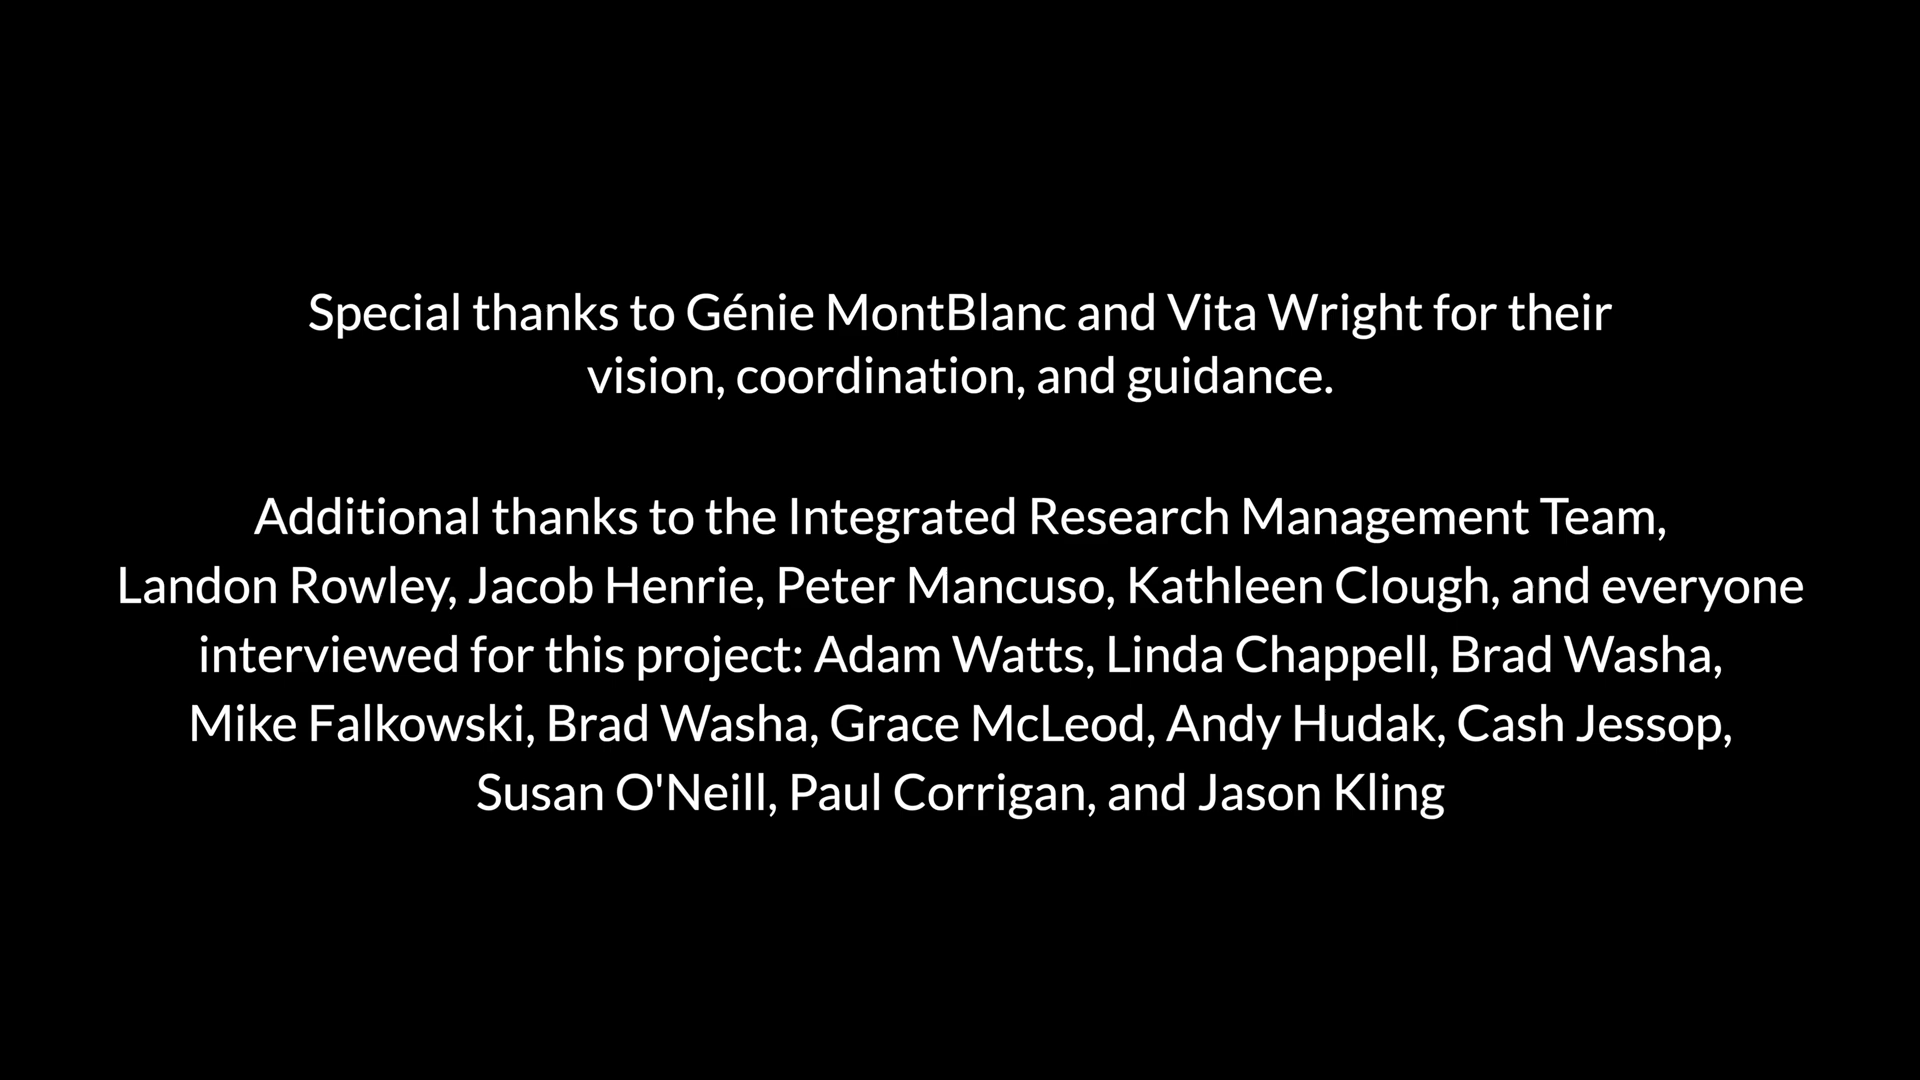 Special thanks to Génie MontBlanc and Vita Wright for their
vision, coordination, and guidance.
Additional thanks to the Integrated Research Management Team,
Landon Rowley, Jacob Henrie, Peter Mancuso, Kathleen Clough, and everyone
interviewed for this project: Adam Watts, Linda Chappell, Brad Washa,
Mike Falkowski, Brad Washa, Grace McLeod, Andy Hudak, Cash Jessop,
Susan O'Neill, Paul Corrigan, and Jason Kling